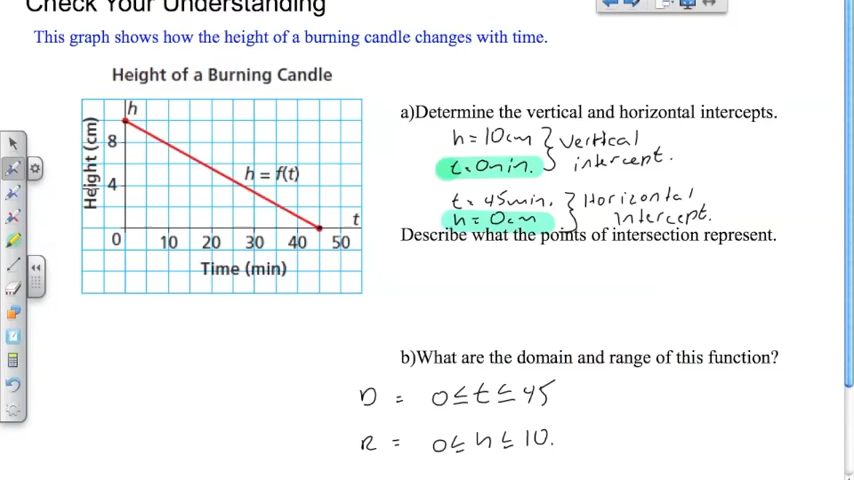 Check Your Understanding
This graph shows how the height of a burning candle changes with time.
Height of a Burning Candle
h
8
4
0
10
20
30
40
50
t
h = f(t)
Height (cm)
Time (min)
a)Determine the vertical and horizontal intercepts.
h = 10cm } Vertical
t = 0min. intercept.
t = 45min. } Horizontal
h = 0cm intercept.
Describe what the points of intersection represent.
b)What are the domain and range of this function?
D = 0 ≤ t ≤ 45
R = 0 ≤ h ≤ 10.